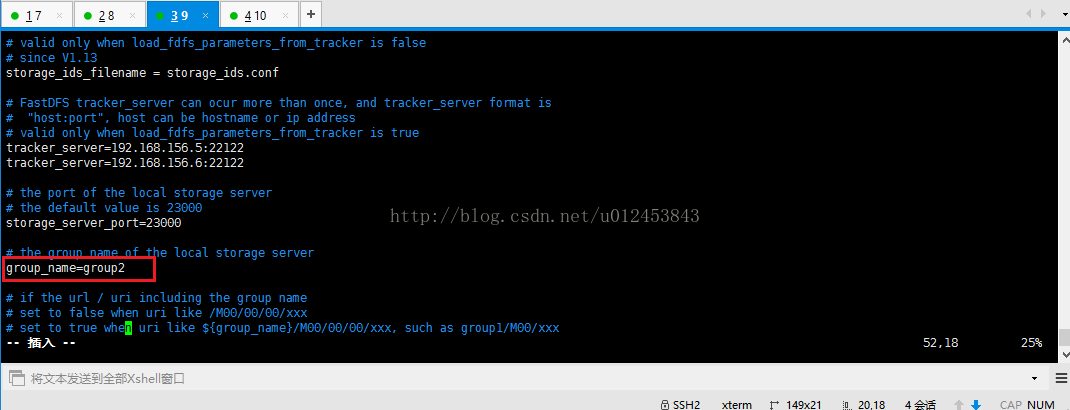 1 7 × 2 8 × 3 9 × 4 10 × +
# valid only when load_fdfs_parameters_from_tracker is false
# since V1.13
storage_ids_filename = storage_ids.conf
# FastDFS tracker_server can ocur more than once, and tracker_server format is
#  "host:port", host can be hostname or ip address
# valid only when load_fdfs_parameters_from_tracker is true
tracker_server=192.168.156.5:22122
tracker_server=192.168.156.6:22122
# the port of the local storage server
# the default value is 23000
storage_server_port=23000
http://blog.csdn.net/u012453843
# the group name of the local storage server
group_name=group2
# if the url / uri including the group name
# set to false when uri like /M00/00/00/xxx
# set to true when uri like ${group_name}/M00/00/00/xxx, such as group1/M00/xxx
-- 插入 -- 52,18 25%
将文本发送到全部Xshell窗口
SSH2 xterm 149x21 20,18 4 会话 CAP NUM